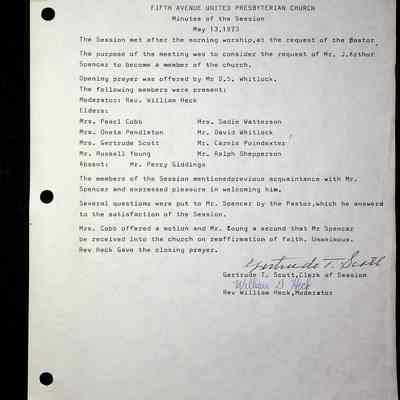 FIFTH AVENUE UNITED PRESBYTERIAN CHURCH
Minutes of the Session
May 13,1973
The Session met after the morning worship,at the request of the Pastor.
The purpose of the meeting was to consider the request of Mr. J.Arthur
Spencer to become a member of the church.
Opening prayer was offered by Mr D.S. Whitlock.
The following members were present:
Moderator: Rev. William Heck
Elders:
Mrs. Pearl Cobb Mrs. Sadie Watterson
Mrs. Oneta Pendleton Mr. David Whitlock
Mrs. Gertrude Scott Mr. Carnis Poindexter
Mr. Russell Young Mr. Ralph Shepperson
Absent: Mr. Percy Giddings
The members of the Session mentionedprevious acquaintance with Mr.
Spencer and expressed pleasure in welcoming him.
Several questions were put to Mr. Spencer by the Pastor,which he answered
to the satisfaction of the Session.
Mrs. Cobb offered a motion and Mr. Young a second that Mr Spencer
be received into the church on reaffirmation of faith. Unanimous.
Rev Heck Gave the closing prayer.
Gertrude T. Scott
Gertrude T. Scott,Clerk of Session
William G Heck
Rev William Heck,Moderator